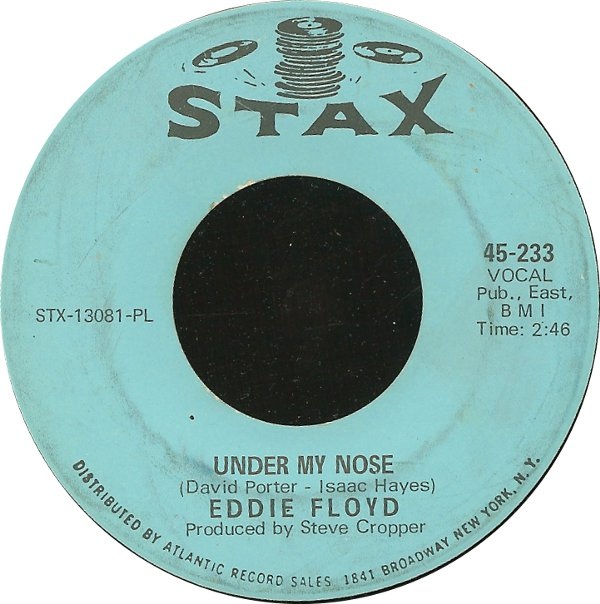 STAX
45-233
VOCAL
Pub., East,
BMI
Time: 2:46
STX-13081-PL
UNDER MY NOSE
(David Porter - Isaac Hayes)
EDDIE FLOYD
Produced by Steve Cropper
DISTRIBUTED BY ATLANTIC RECORD SALES 1841 BROADWAY NEW YORK, N.Y.